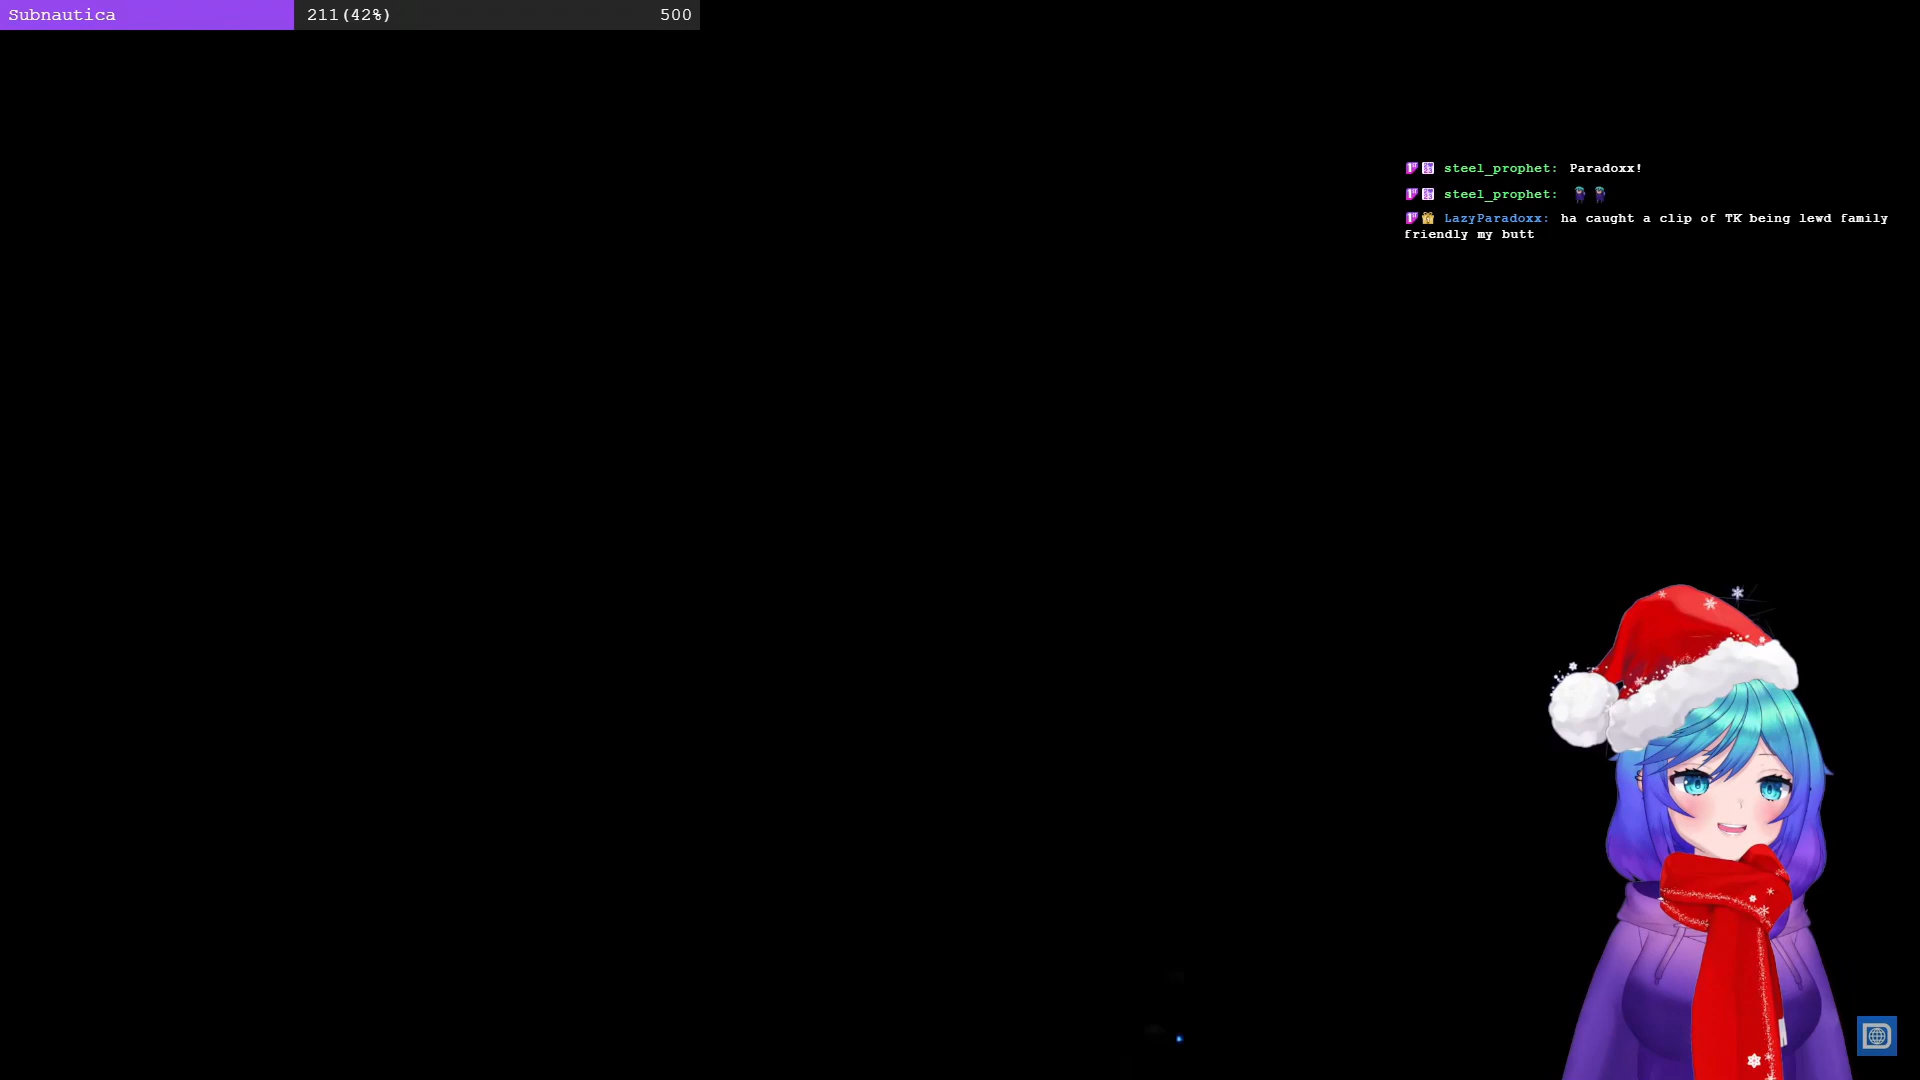 Subnautica 211(42%) 500
steel_prophet: Paradoxx!
steel_prophet:
LazyParadoxx: ha caught a clip of TK being lewd family
friendly my butt